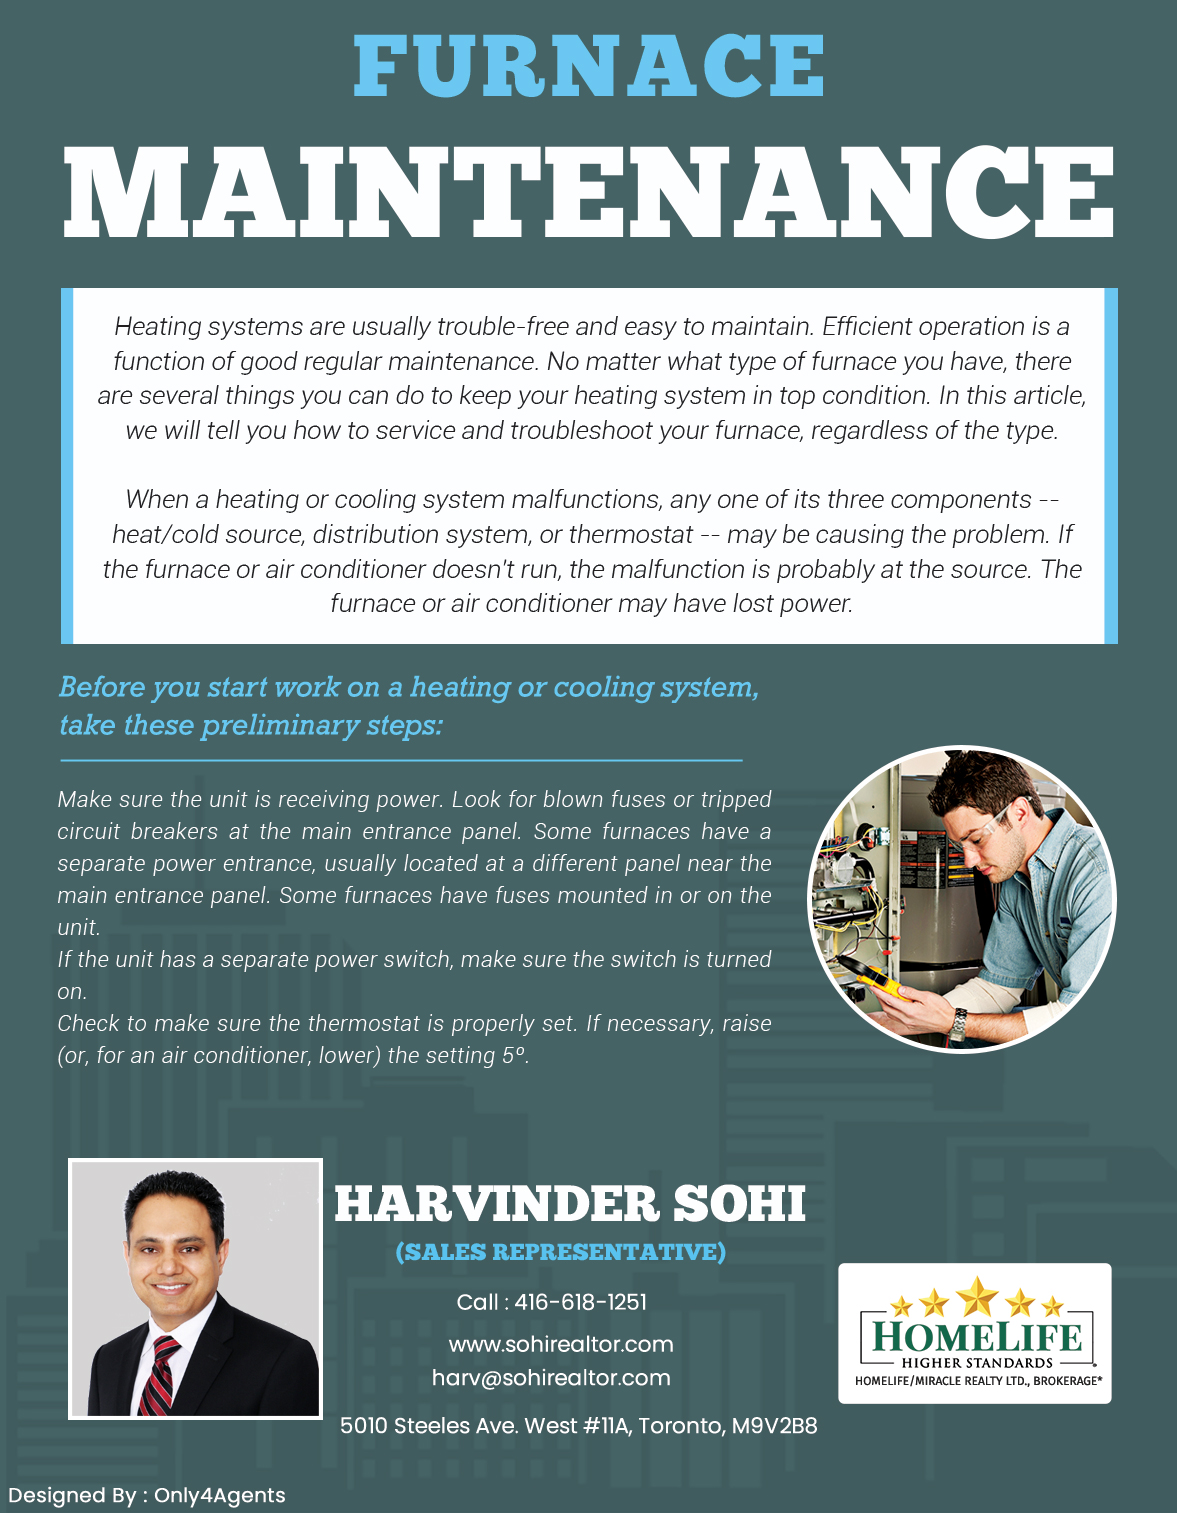 FURNACE
MAINTENANCE
Heating systems are usually trouble-free and easy to maintain. Efficient operation is a
function of good regular maintenance. No matter what type of furnace you have, there
are several things you can do to keep your heating system in top condition. In this article,
we will tell you how to service and troubleshoot your furnace, regardless of the type.
When a heating or cooling system malfunctions, any one of its three components --
heat/cold source, distribution system, or thermostat -- may be causing the problem. If
the furnace or air conditioner doesn't run, the malfunction is probably at the source. The
furnace or air conditioner may have lost power.
Before you start work on a heating or cooling system,
take these preliminary steps:
Make sure the unit is receiving power. Look for blown fuses or tripped
circuit breakers at the main entrance panel. Some furnaces have a
separate power entrance, usually located at a different panel near the
main entrance panel. Some furnaces have fuses mounted in or on the
unit.
If the unit has a separate power switch, make sure the switch is turned
on.
Check to make sure the thermostat is properly set. If necessary, raise
(or, for an air conditioner, lower) the setting 5º.
HARVINDER SOHI
(SALES REPRESENTATIVE)
Call : 416-618-1251
www.sohirealtor.com
harv@sohirealtor.com
5010 Steeles Ave. West #11A, Toronto, M9V2B8
HOMELIFE
HIGHER STANDARDS
HOMELIFE/MIRACLE REALTY LTD., BROKERAGE*
Designed By : Only4Agents